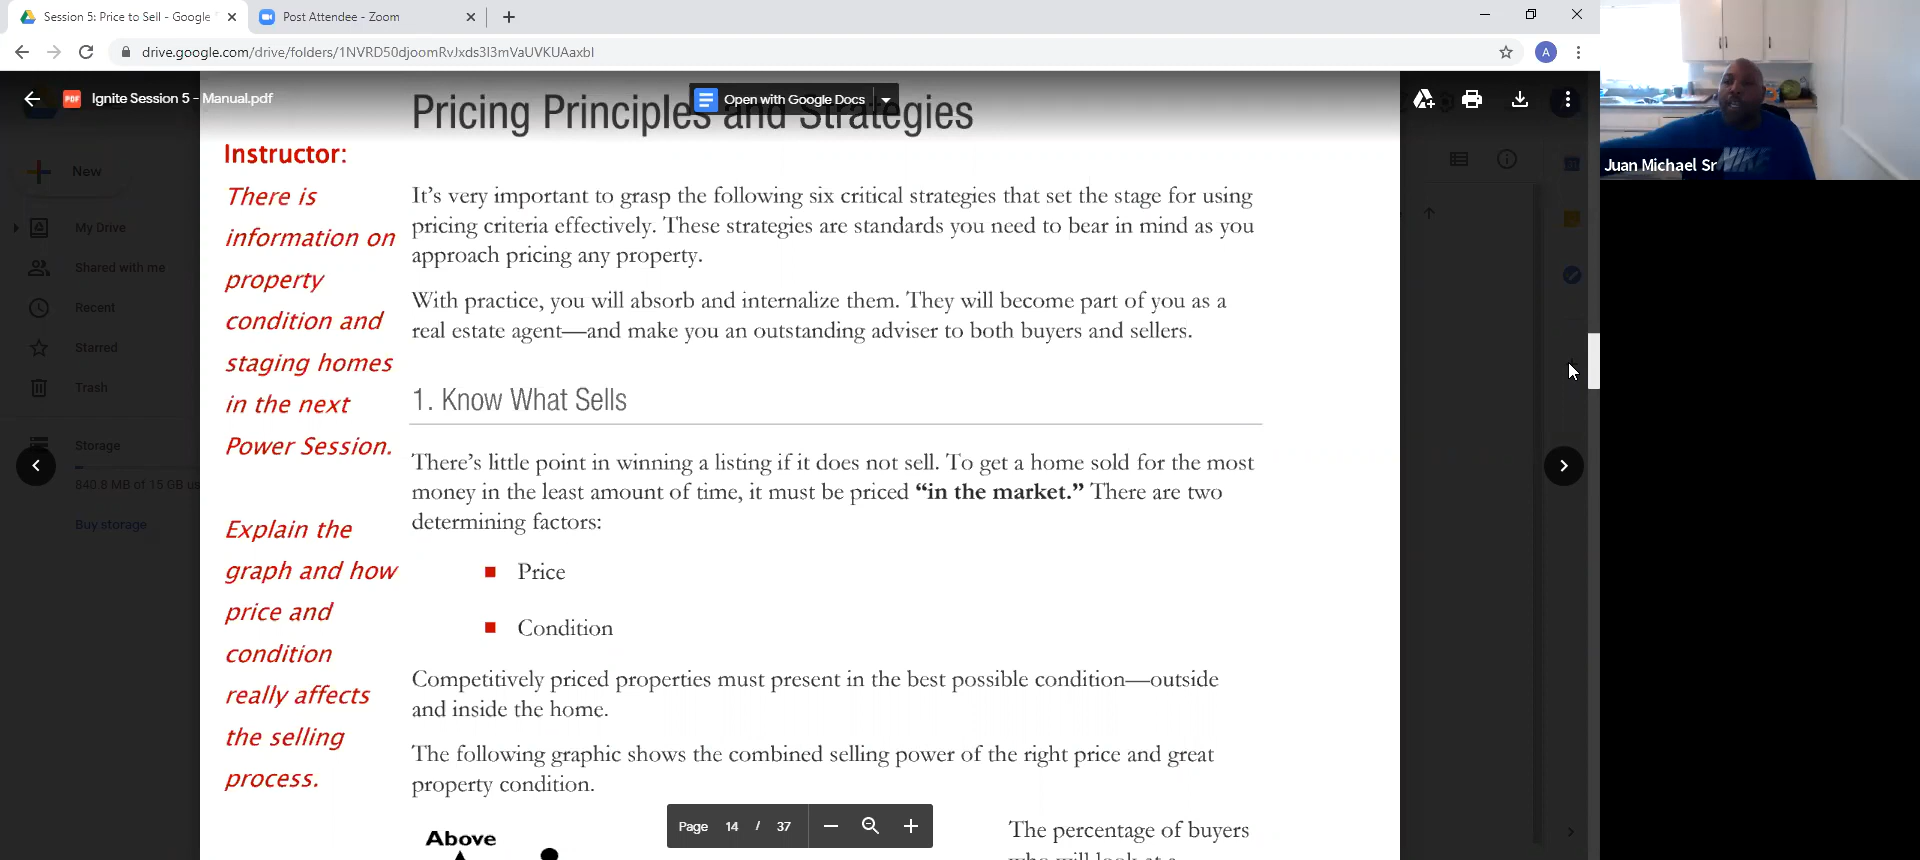 Session 5: Price to Sell - Google
Post Attendee - Zoom
drive.google.com/drive/folders/1NVRD50djoomRvJxds3I3mVaUVKUAaxbI
A
PDF
Ignite Session 5 - Manual.pdf
Open with Google Docs
Pricing Principles and Strategies
New
My Drive
Shared with me
Recent
Starred
Trash
Storage
840.8 MB of 15 GB us
Buy storage
Instructor:
There is
information on
property
condition and
staging homes
in the next
Power Session.
Explain the
graph and how
price and
condition
really affects
the selling
process.
It's very important to grasp the following six critical strategies that set the stage for using
pricing criteria effectively. These strategies are standards you need to bear in mind as you
approach pricing any property.
With practice, you will absorb and internalize them. They will become part of you as a
real estate agent—and make you an outstanding adviser to both buyers and sellers.
1. Know What Sells
There's little point in winning a listing if it does not sell. To get a home sold for the most
money in the least amount of time, it must be priced “in the market.” There are two
determining factors:
Price
Condition
Competitively priced properties must present in the best possible condition—outside
and inside the home.
The following graphic shows the combined selling power of the right price and great
property condition.
Above
The percentage of buyers
who will look at a
Page 14 / 37
Juan Michael Sr
NIKE